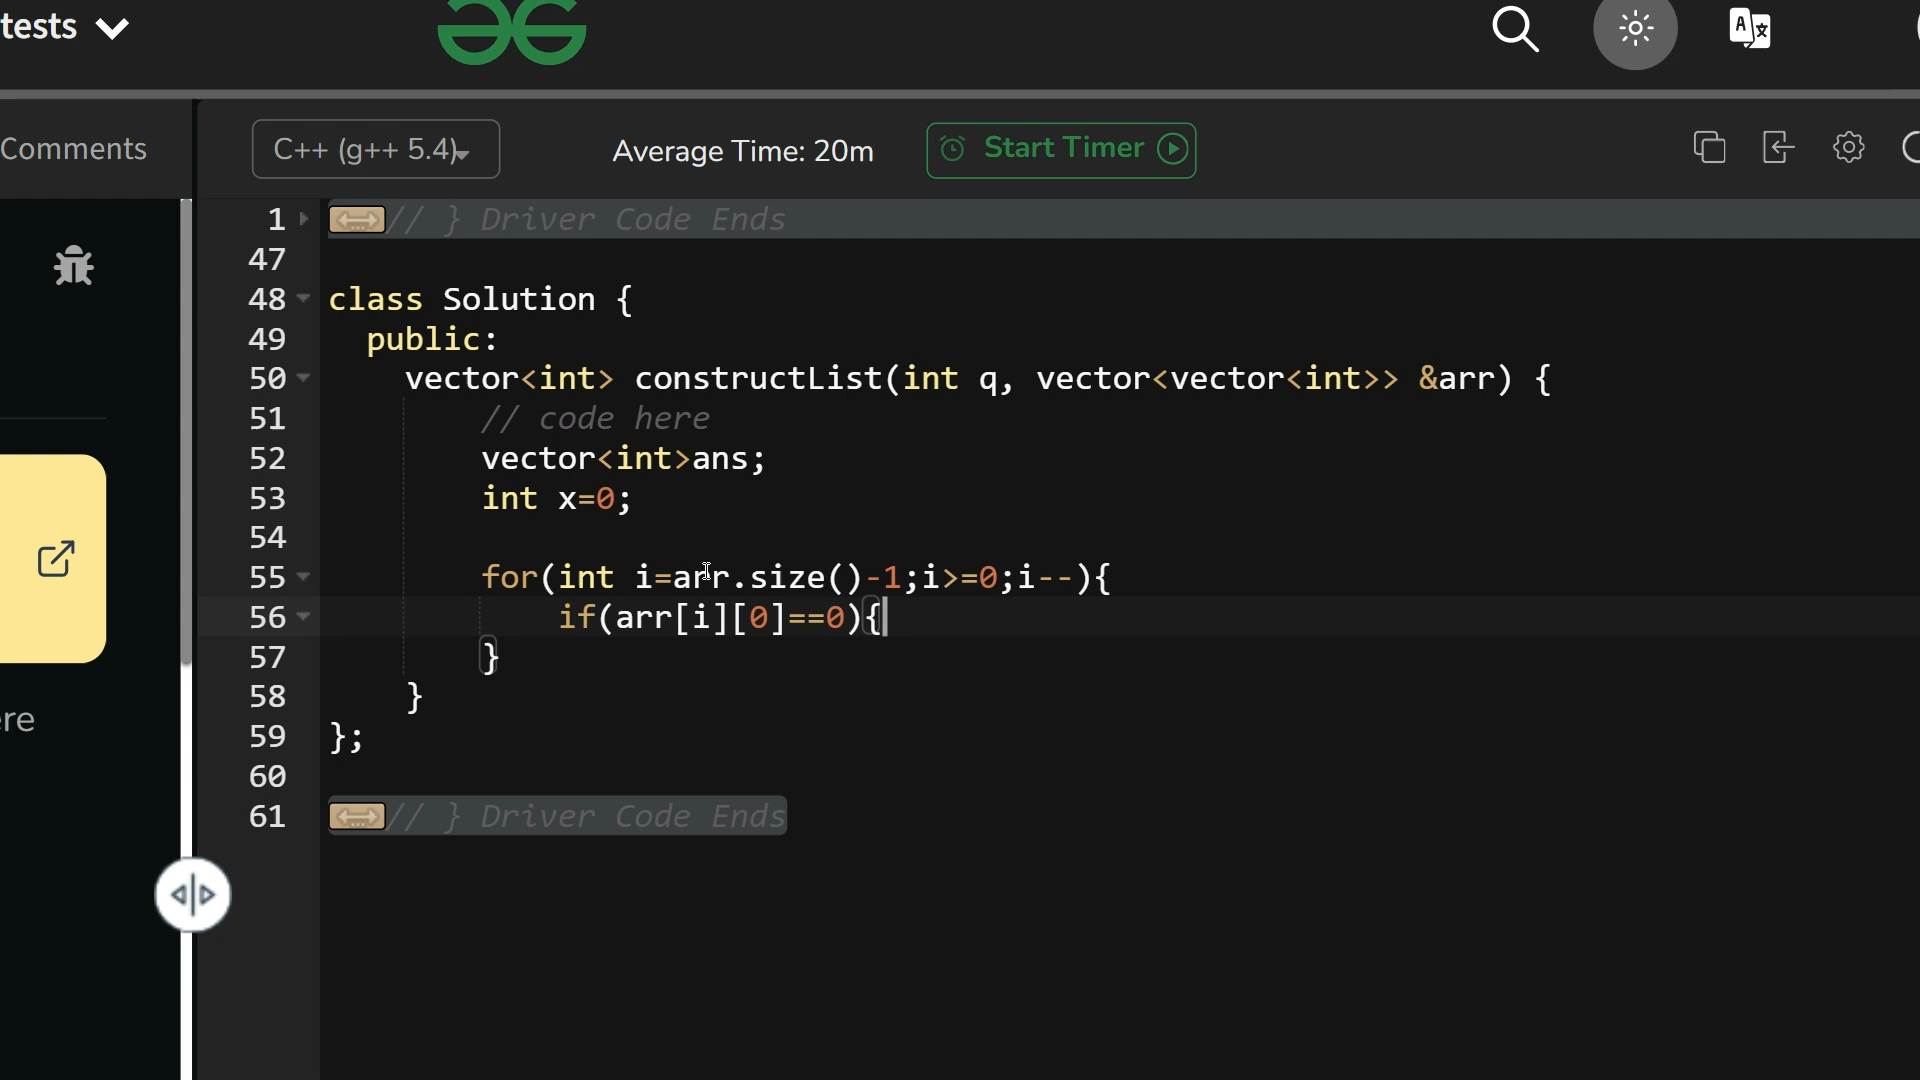 tests
Comments
C++ (g++ 5.4)
Average Time: 20m
Start Timer
1 // } Driver Code Ends
47
48 class Solution {
49 public:
50 vector<int> constructList(int q, vector<vector<int>> &arr) {
51 // code here
52 vector<int>ans;
53 int x=0;
54
55 for(int i=arr.size()-1;i>=0;i--){
56 if(arr[i][0]==0){
57 }
58 }
59 };
60
61 // } Driver Code Ends
ere